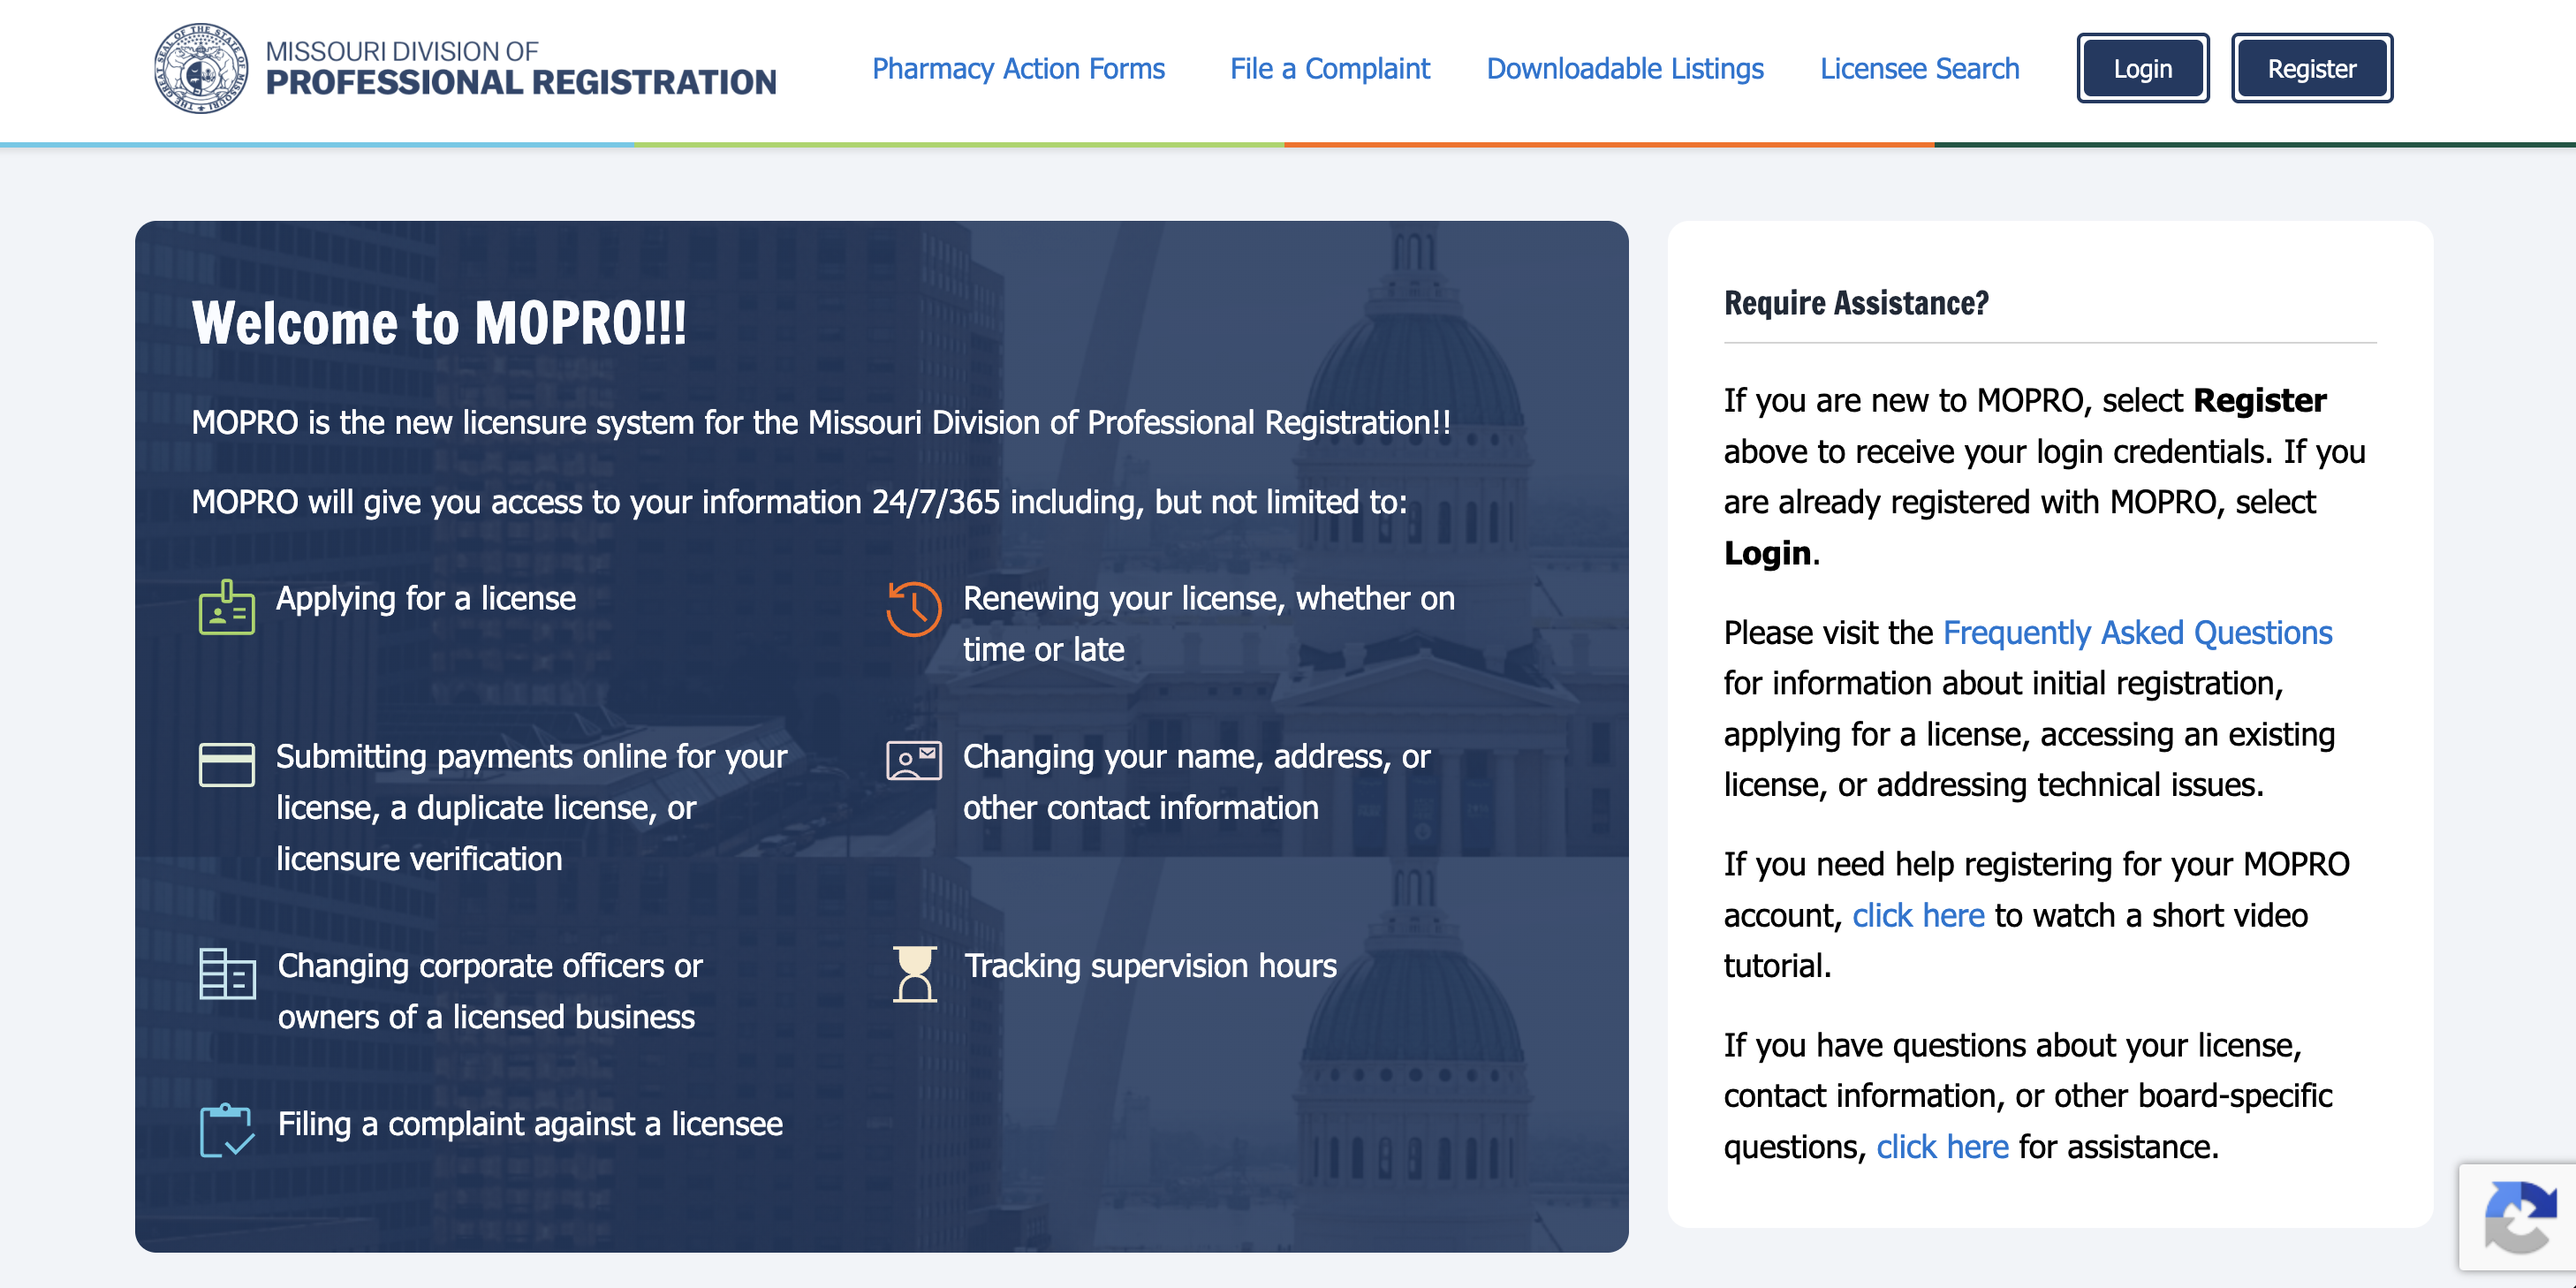 MISSOURI DIVISION OF
PROFESSIONAL REGISTRATION
Pharmacy Action Forms
File a Complaint
Downloadable Listings
Licensee Search
Login
Register
Welcome to MOPRO!!!
MOPRO is the new licensure system for the Missouri Division of Professional Registration!!
MOPRO will give you access to your information 24/7/365 including, but not limited to:
Applying for a license
Renewing your license, whether on
time or late
Submitting payments online for your
license, a duplicate license, or
licensure verification
Changing your name, address, or
other contact information
Changing corporate officers or
owners of a licensed business
Tracking supervision hours
Filing a complaint against a licensee
Require Assistance?
If you are new to MOPRO, select Register
above to receive your login credentials. If you
are already registered with MOPRO, select
Login.
Please visit the Frequently Asked Questions
for information about initial registration,
applying for a license, accessing an existing
license, or addressing technical issues.
If you need help registering for your MOPRO
account, click here to watch a short video
tutorial.
If you have questions about your license,
contact information, or other board-specific
questions, click here for assistance.